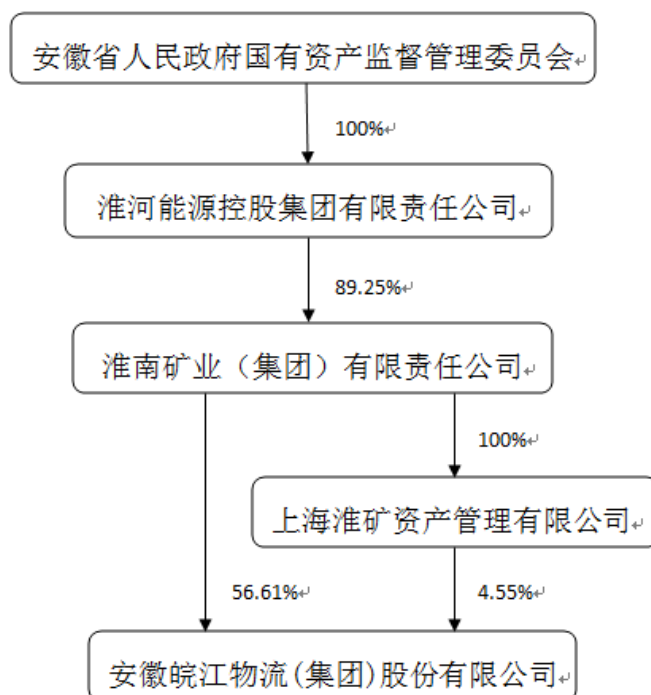 安徽省人民政府国有资产监督管理委员会
100%
淮河能源控股集团有限责任公司
89.25%
淮南矿业（集团）有限责任公司
100%
上海淮矿资产管理有限公司
56.61%
4.55%
安徽皖江物流(集团)股份有限公司